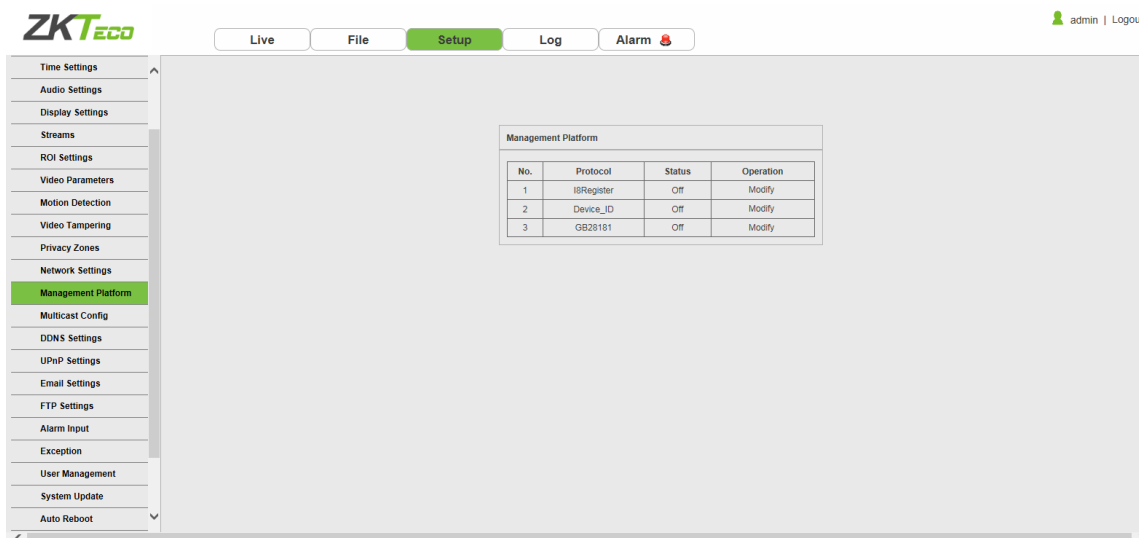 ZKTeco
admin | Logou
Live File Setup Log Alarm
Time Settings
Audio Settings
Display Settings
Streams
ROI Settings
Video Parameters
Motion Detection
Video Tampering
Privacy Zones
Network Settings
Management Platform
Multicast Config
DDNS Settings
UPnP Settings
Email Settings
FTP Settings
Alarm Input
Exception
User Management
System Update
Auto Reboot
Management Platform
No. Protocol Status Operation
1 I8Register Off Modify
2 Device_ID Off Modify
3 GB28181 Off Modify